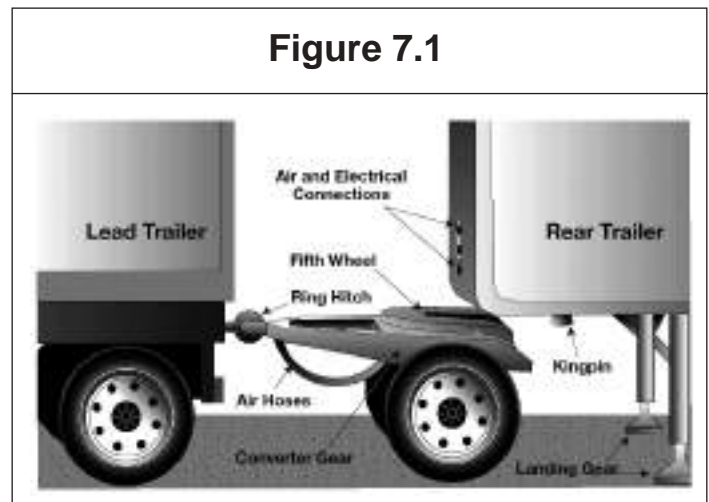 Figure 7.1
Air and Electrical
Connections
Lead Trailer
Rear Trailer
Fifth Wheel
Ring Hitch
Kingpin
Air Hoses
Converter Gear
Landing Gear